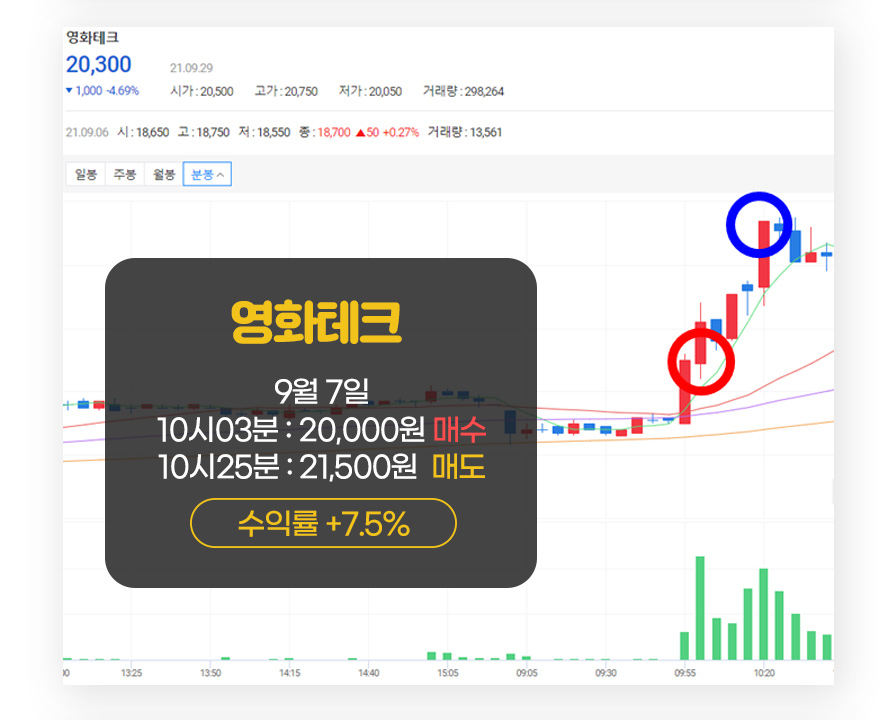 영화테크
20,300 21.09.29
▼1,000 -4.69% 시가:20,500 고가:20,750 저가:20,050 거래량:298,264
21.09.06 시:18,650 고:18,750 저:18,550 종:18,700 ▲50 +0.27% 거래량:13,561
일봉 주봉 월봉 분봉
영화테크
9월 7일
10시03분 : 20,000원 매수
10시25분 : 21,500원 매도
수익률 +7.5%
00 13:25 13:50 14:15 14:40 15:05 09:05 09:30 09:55 10:20